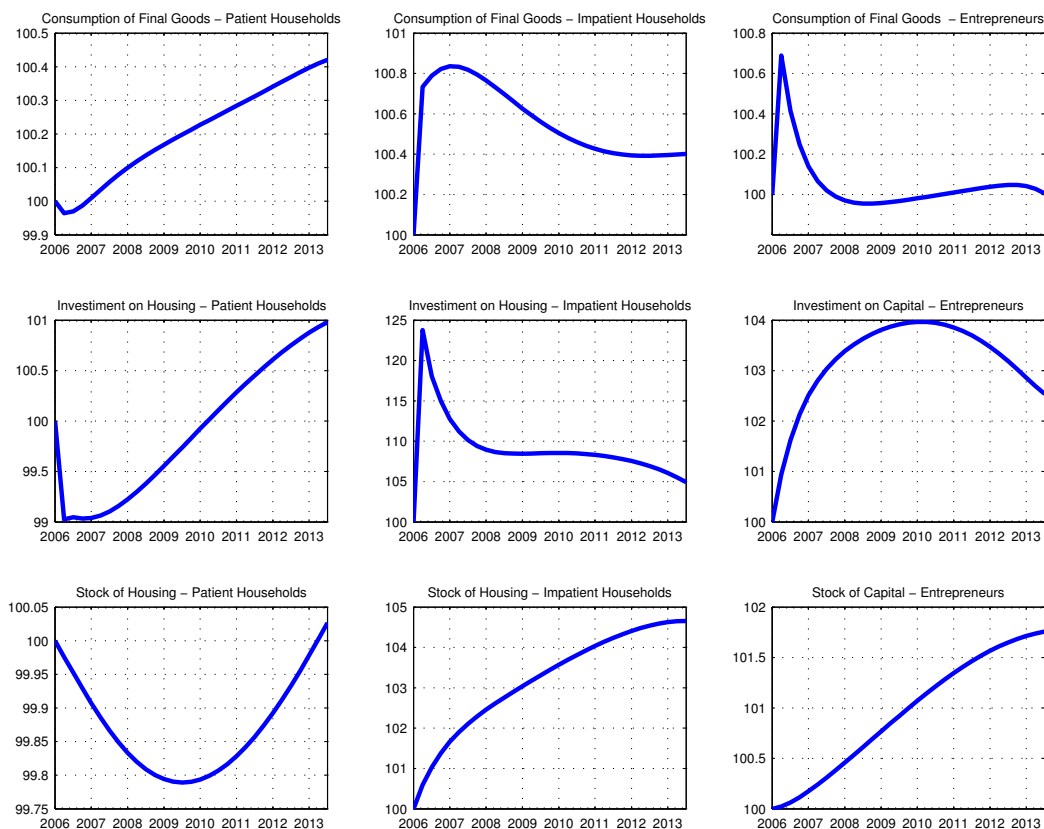 Consumption of Final Goods − Patient Households
Consumption of Final Goods − Impatient Households
Consumption of Final Goods − Entrepreneurs
100.5
100.4
100.3
100.2
100.1
100
99.9
2006 2007 2008 2009 2010 2011 2012 2013
101
100.8
100.6
100.4
100.2
100
2006 2007 2008 2009 2010 2011 2012 2013
100.8
100.6
100.4
100.2
100
2006 2007 2008 2009 2010 2011 2012 2013
Investiment on Housing − Patient Households
Investiment on Housing − Impatient Households
Investiment on Capital − Entrepreneurs
101
100.5
100
99.5
99
2006 2007 2008 2009 2010 2011 2012 2013
125
120
115
110
105
100
2006 2007 2008 2009 2010 2011 2012 2013
104
103
102
101
100
2006 2007 2008 2009 2010 2011 2012 2013
Stock of Housing − Patient Households
Stock of Housing − Impatient Households
Stock of Capital − Entrepreneurs
100.05
100
99.95
99.9
99.85
99.8
99.75
2006 2007 2008 2009 2010 2011 2012 2013
105
104
103
102
101
100
2006 2007 2008 2009 2010 2011 2012 2013
102
101.5
101
100.5
100
2006 2007 2008 2009 2010 2011 2012 2013